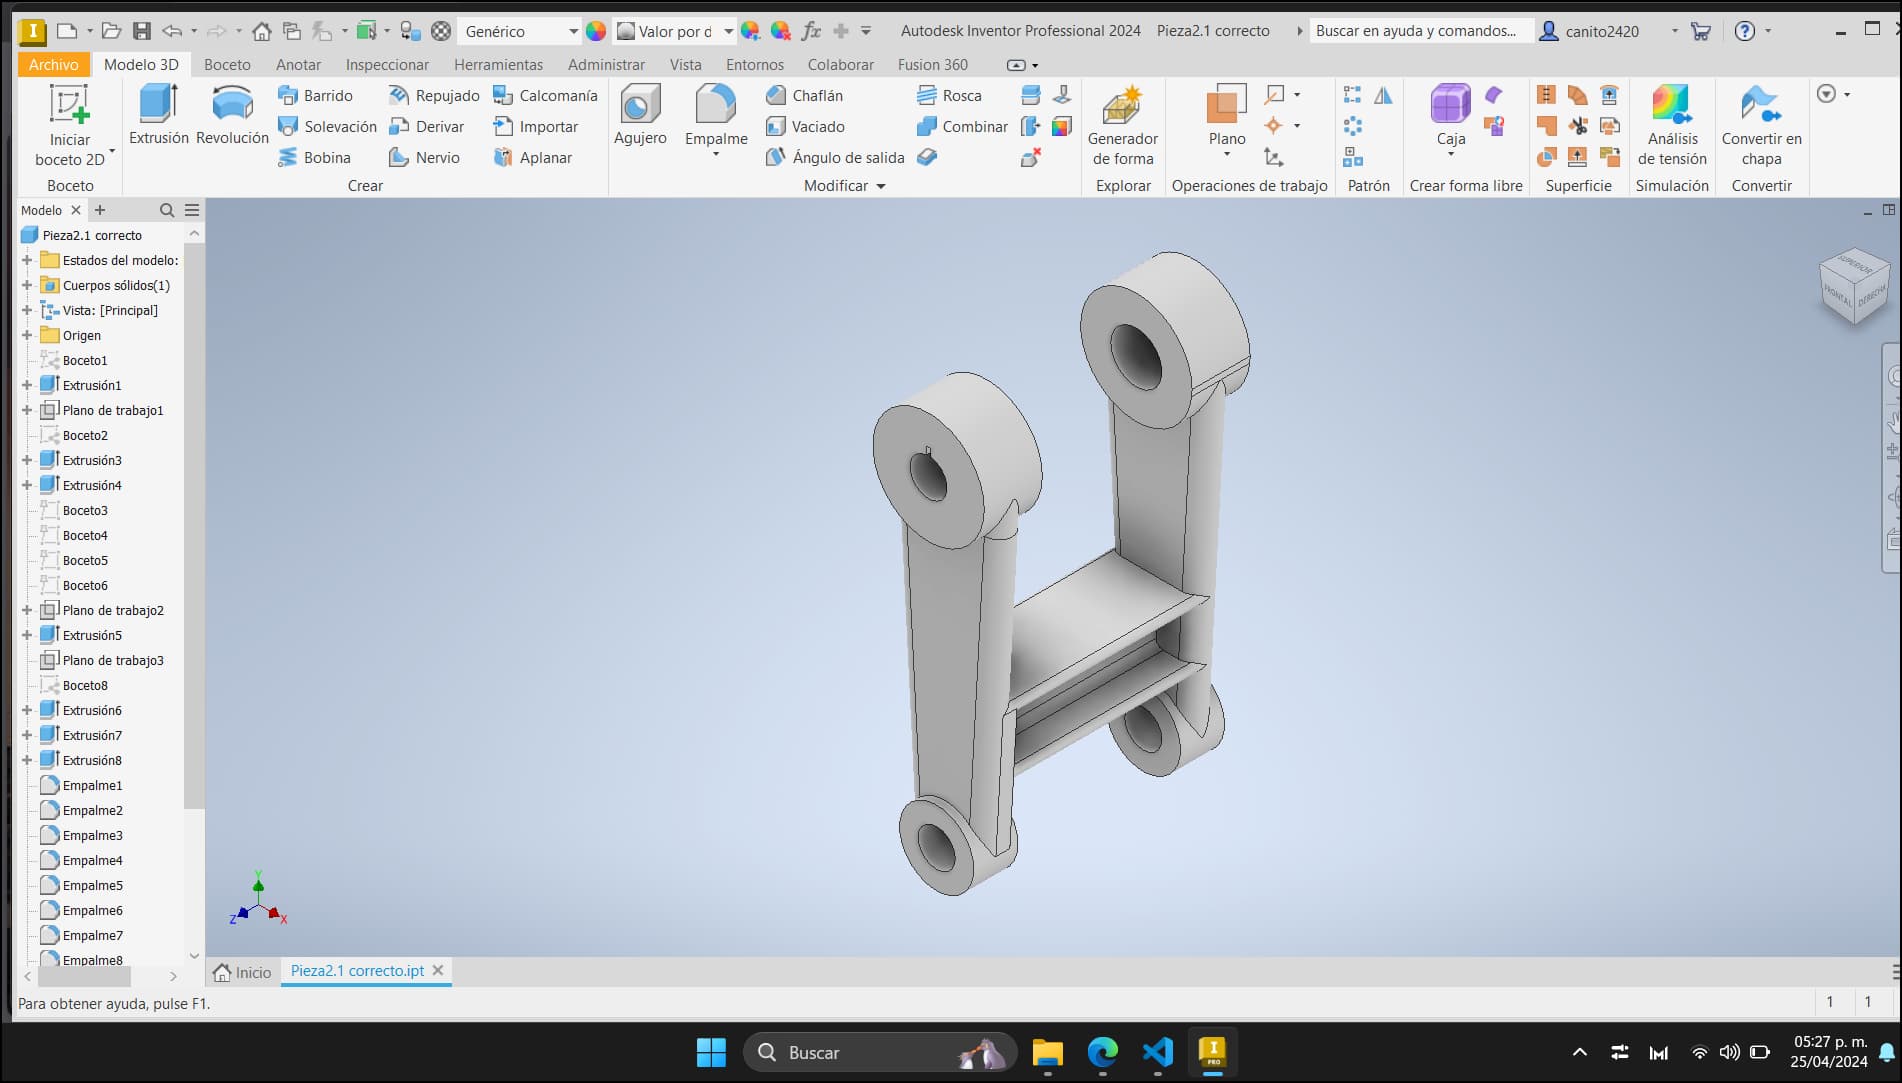 Genérico
Valor por d
Autodesk Inventor Professional 2024 Pieza2.1 correcto
Buscar en ayuda y comandos...
canito2420
Archivo Modelo 3D Boceto Anotar Inspeccionar Herramientas Administrar Vista Entornos Colaborar Fusion 360
Iniciar
boceto 2D
Boceto
Extrusión
Revolución
Barrido
Solevación
Bobina
Repujado
Derivar
Nervio
Calcomanía
Importar
Aplanar
Crear
Agujero
Empalme
Chaflán
Vaciado
Ángulo de salida
Rosca
Combinar
Modificar
Generador
de forma
Explorar
Plano
Operaciones de trabajo
Patrón
Caja
Crear forma libre
Superficie
Análisis
de tensión
Simulación
Convertir en
chapa
Convertir
Modelo
Pieza2.1 correcto
Estados del modelo:
Cuerpos sólidos(1)
Vista: [Principal]
Origen
Boceto1
Extrusión1
Plano de trabajo1
Boceto2
Extrusión3
Extrusión4
Boceto3
Boceto4
Boceto5
Boceto6
Plano de trabajo2
Extrusión5
Plano de trabajo3
Boceto8
Extrusión6
Extrusión7
Extrusión8
Empalme1
Empalme2
Empalme3
Empalme4
Empalme5
Empalme6
Empalme7
Empalme8
SUPERIOR
FRONTAL
DERECHA
Y
Z
X
Inicio
Pieza2.1 correcto.ipt
Para obtener ayuda, pulse F1.
1 1
Buscar
I
PRO
05:27 p. m.
25/04/2024